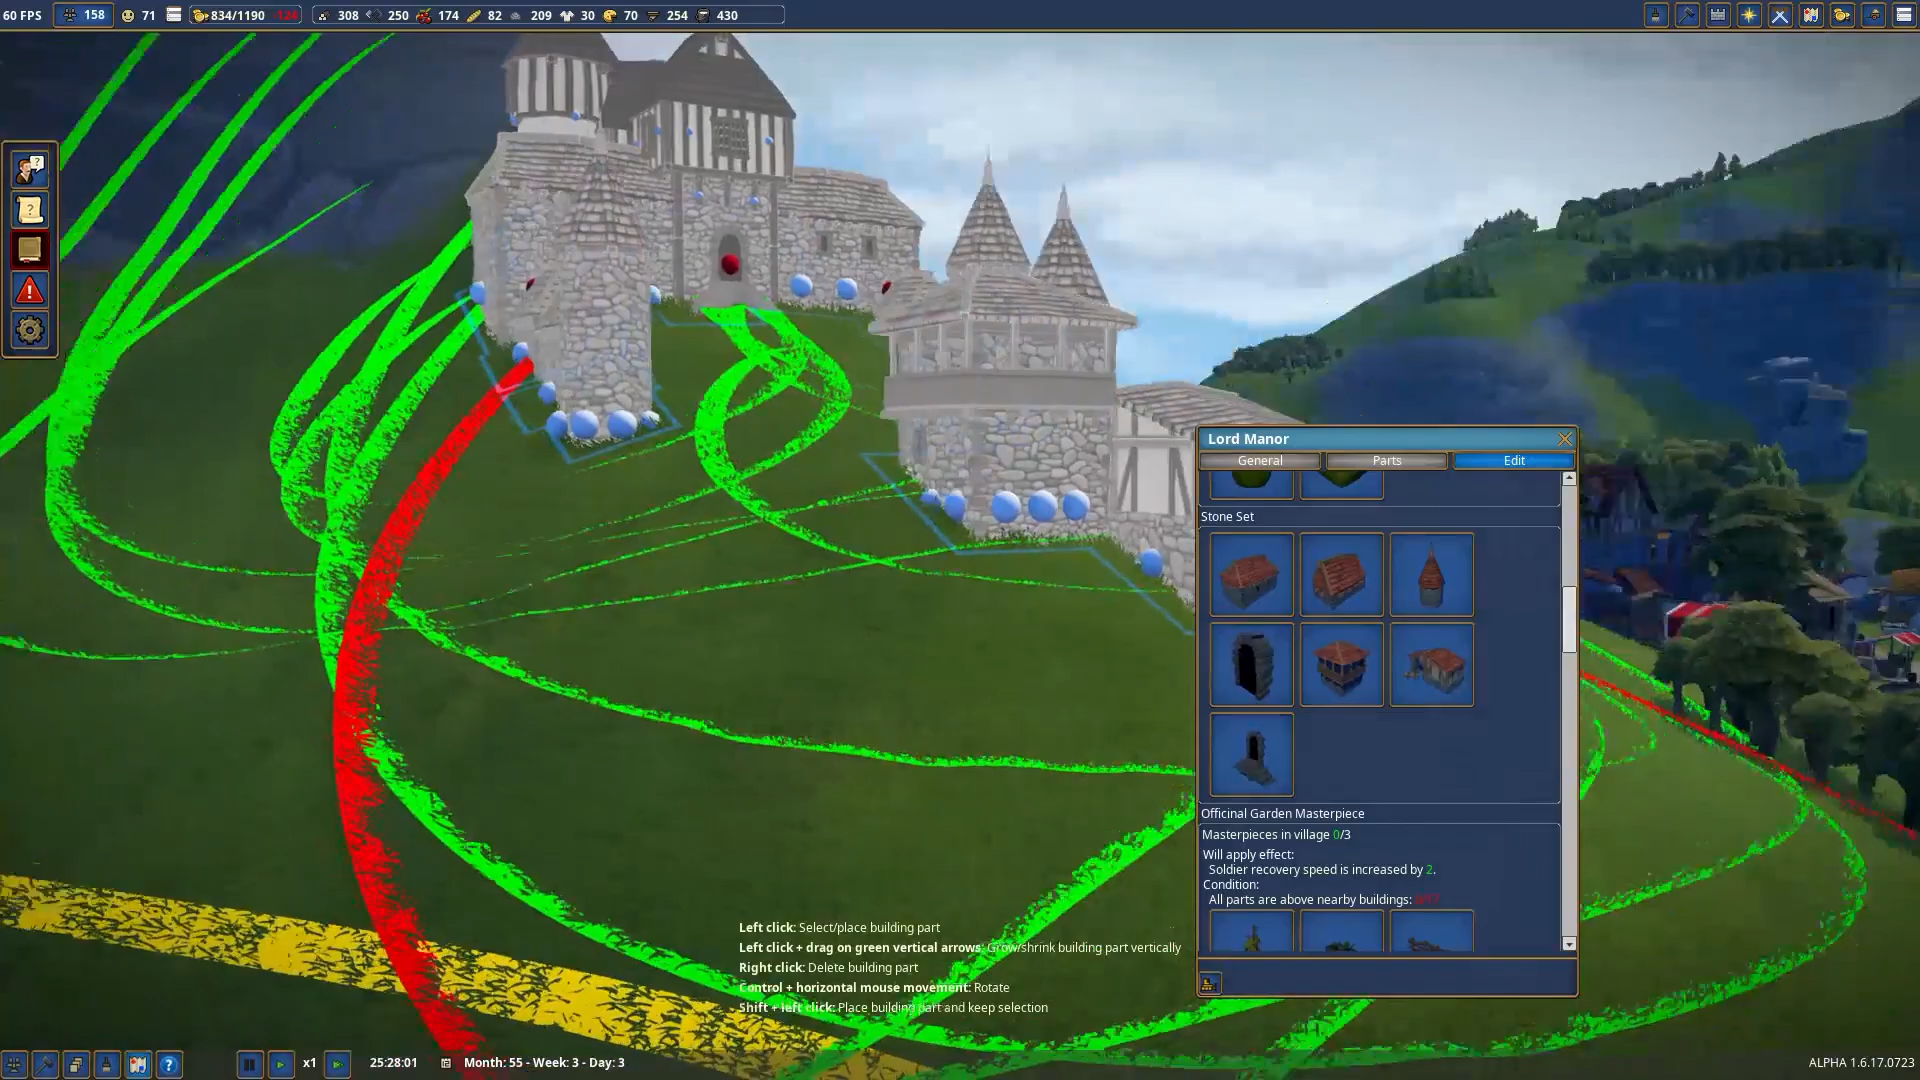 60 FPS 158 71 834/1190 -124 308 250 174 82 209 30 70 254 430
Lord Manor
General Parts Edit
Stone Set
Officinal Garden Masterpiece
Masterpieces in village 0/3
Will apply effect:
Soldier recovery speed is increased by 2.
Condition:
All parts are above nearby buildings:
Left click: Select/place building part
Left click + drag on green vertical arrows: Grow/shrink building part vertically
Right click: Delete building part
Control + horizontal mouse movement: Rotate
Shift + left click: Place building part and keep selection
x1 25:28:01 Month: 55 - Week: 3 - Day: 3
ALPHA 1.6.17.0723